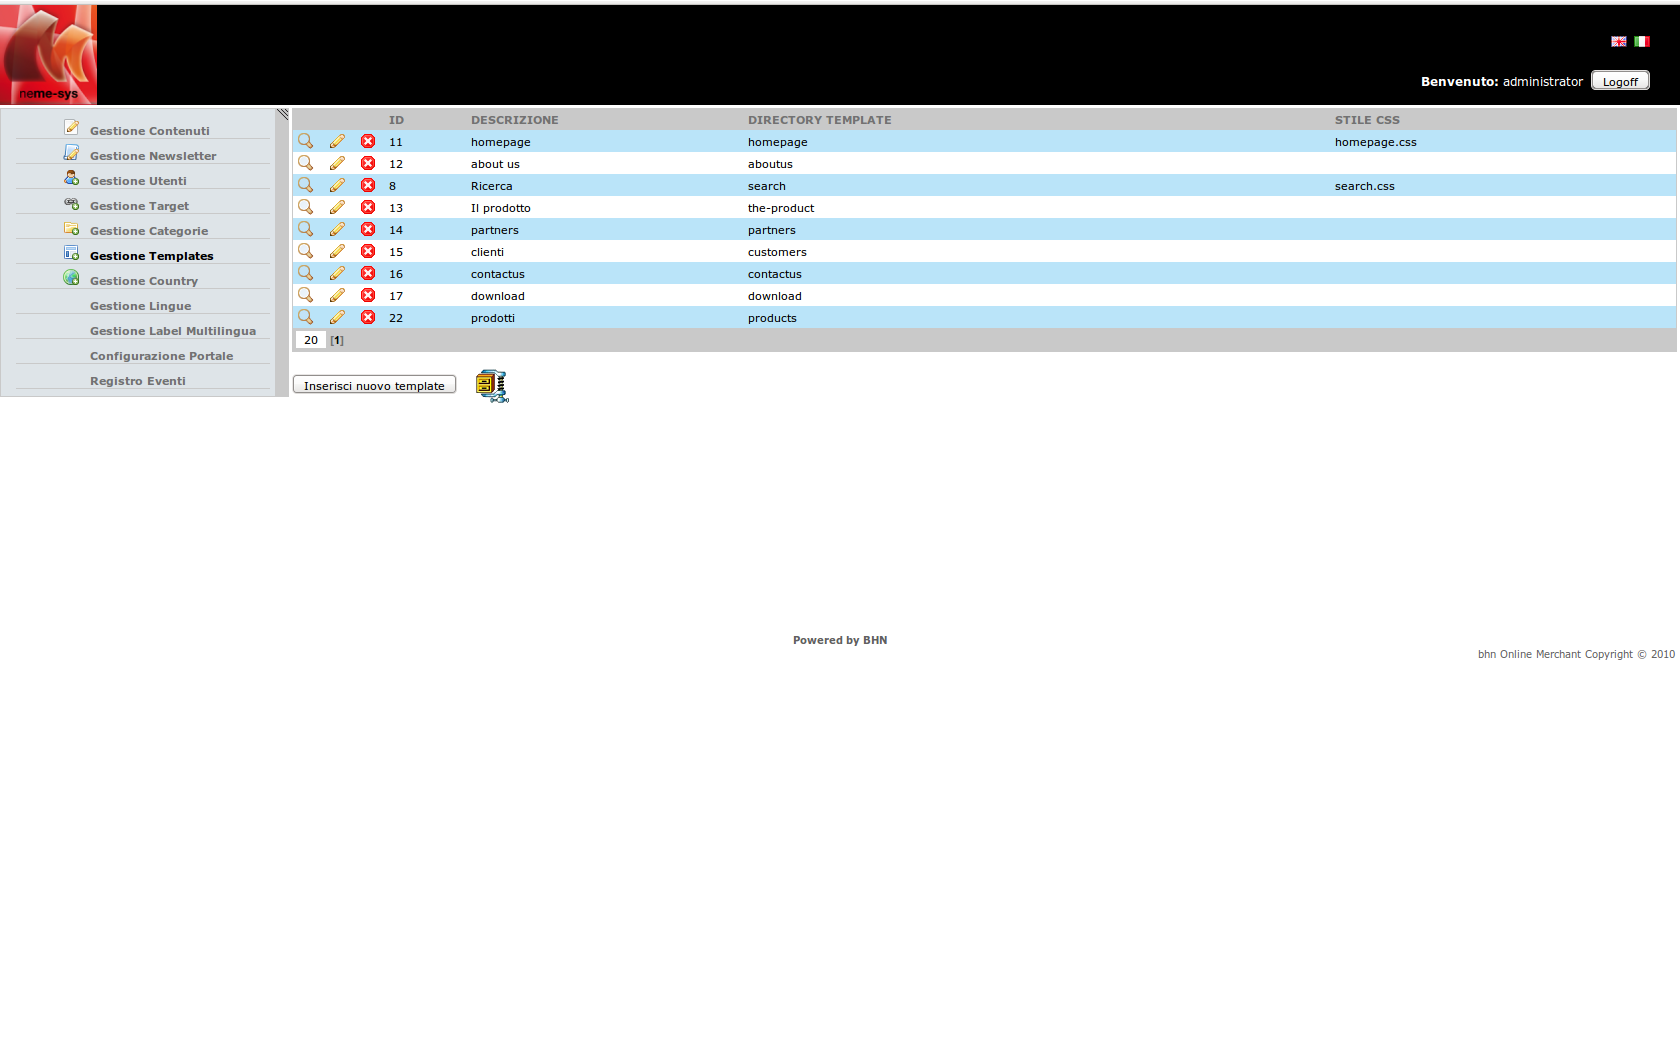 neme-sys
Benvenuto: administrator Logoff
Gestione Contenuti
Gestione Newsletter
Gestione Utenti
Gestione Target
Gestione Categorie
Gestione Templates
Gestione Country
Gestione Lingue
Gestione Label Multilingua
Configurazione Portale
Registro Eventi
ID DESCRIZIONE DIRECTORY TEMPLATE STILE CSS
11 homepage homepage homepage.css
12 about us aboutus
8 Ricerca search search.css
13 Il prodotto the-product
14 partners partners
15 clienti customers
16 contactus contactus
17 download download
22 prodotti products
20 [1]
Inserisci nuovo template
Powered by BHN
bhn Online Merchant Copyright © 2010